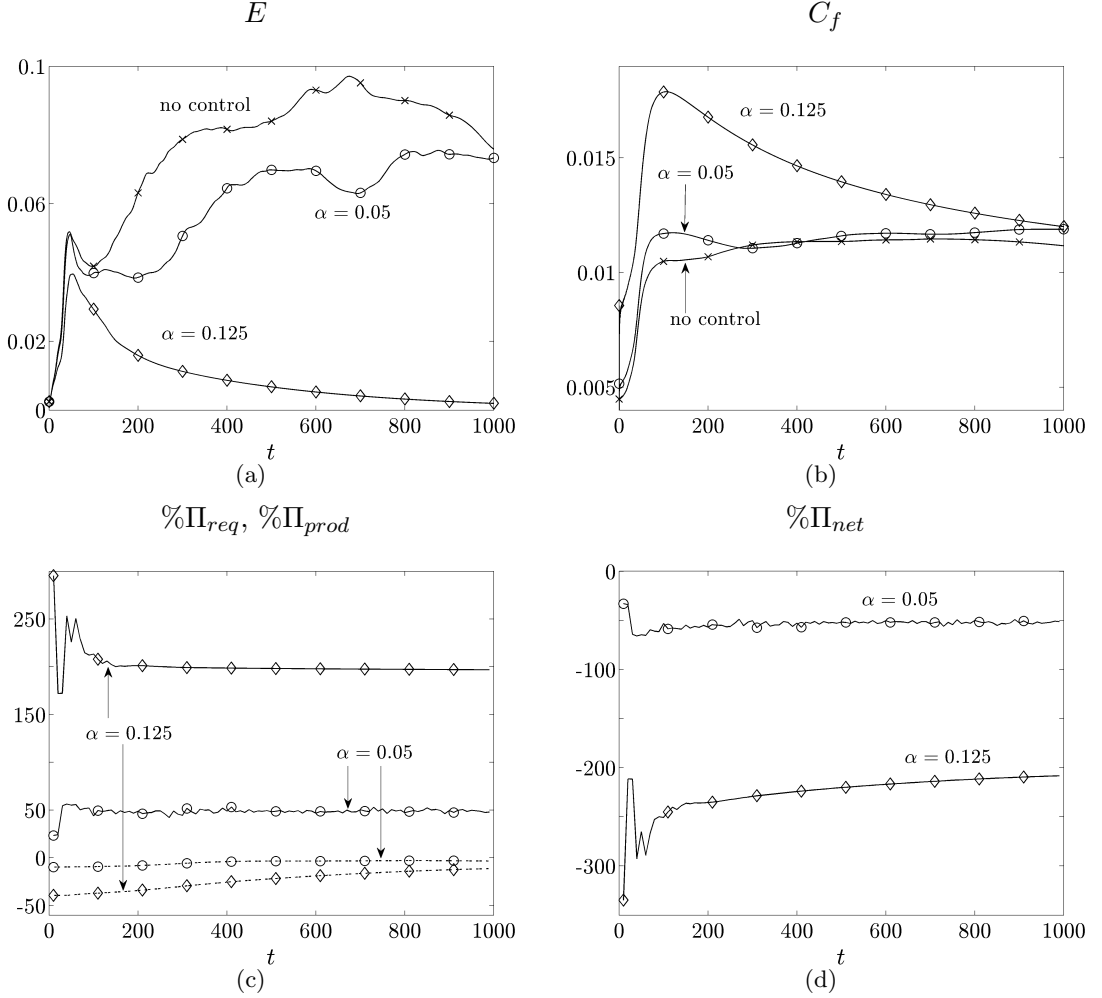 E
0.1
0.06
0.02
0
no control
α = 0.05
α = 0.125
0 200 400 600 800 1000
t
(a)
C_f
0.015
0.01
0.005
α = 0.125
α = 0.05
no control
0 200 400 600 800 1000
t
(b)
%Π_req, %Π_prod
250
150
50
0
-50
α = 0.125
α = 0.05
0 200 400 600 800 1000
t
(c)
%Π_net
0
-100
-200
-300
α = 0.05
α = 0.125
0 200 400 600 800 1000
t
(d)